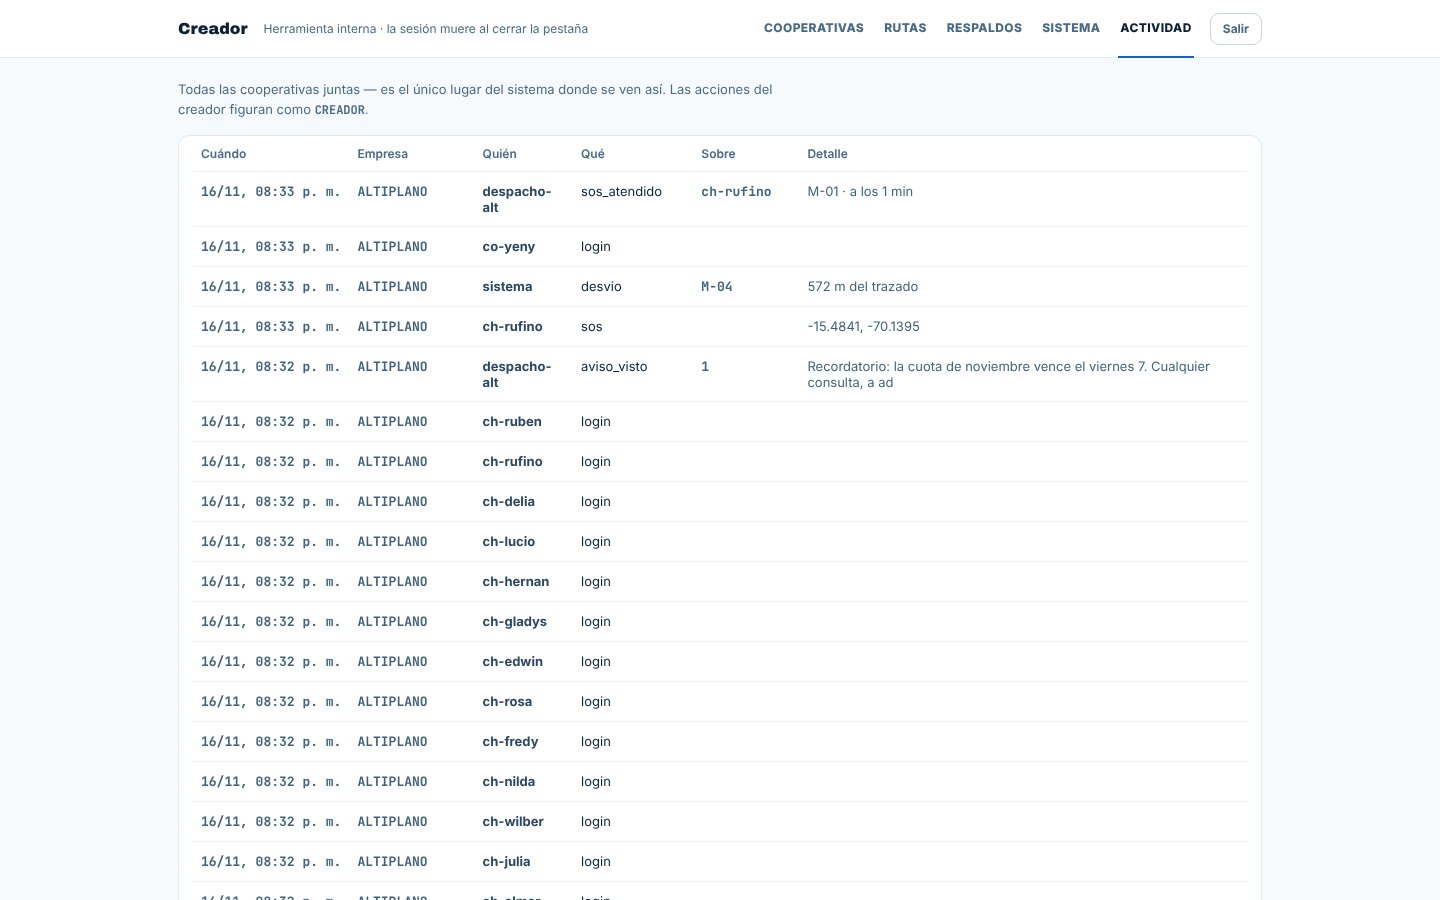 Creador
Herramienta interna · la sesión muere al cerrar la pestaña
COOPERATIVAS RUTAS RESPALDOS SISTEMA ACTIVIDAD Salir
Todas las cooperativas juntas — es el único lugar del sistema donde se ven así. Las acciones del
creador figuran como CREADOR.
Cuándo Empresa Quién Qué Sobre Detalle
16/11, 08:33 p. m. ALTIPLANO despacho- sos_atendido ch-rufino M-01 · a los 1 min
alt
16/11, 08:33 p. m. ALTIPLANO co-yeny login
16/11, 08:33 p. m. ALTIPLANO sistema desvio M-04 572 m del trazado
16/11, 08:33 p. m. ALTIPLANO ch-rufino sos -15.4841, -70.1395
16/11, 08:32 p. m. ALTIPLANO despacho- aviso_visto 1 Recordatorio: la cuota de noviembre vence el viernes 7. Cualquier
alt consulta, a ad
16/11, 08:32 p. m. ALTIPLANO ch-ruben login
16/11, 08:32 p. m. ALTIPLANO ch-rufino login
16/11, 08:32 p. m. ALTIPLANO ch-delia login
16/11, 08:32 p. m. ALTIPLANO ch-lucio login
16/11, 08:32 p. m. ALTIPLANO ch-hernan login
16/11, 08:32 p. m. ALTIPLANO ch-gladys login
16/11, 08:32 p. m. ALTIPLANO ch-edwin login
16/11, 08:32 p. m. ALTIPLANO ch-rosa login
16/11, 08:32 p. m. ALTIPLANO ch-fredy login
16/11, 08:32 p. m. ALTIPLANO ch-nilda login
16/11, 08:32 p. m. ALTIPLANO ch-wilber login
16/11, 08:32 p. m. ALTIPLANO ch-julia login